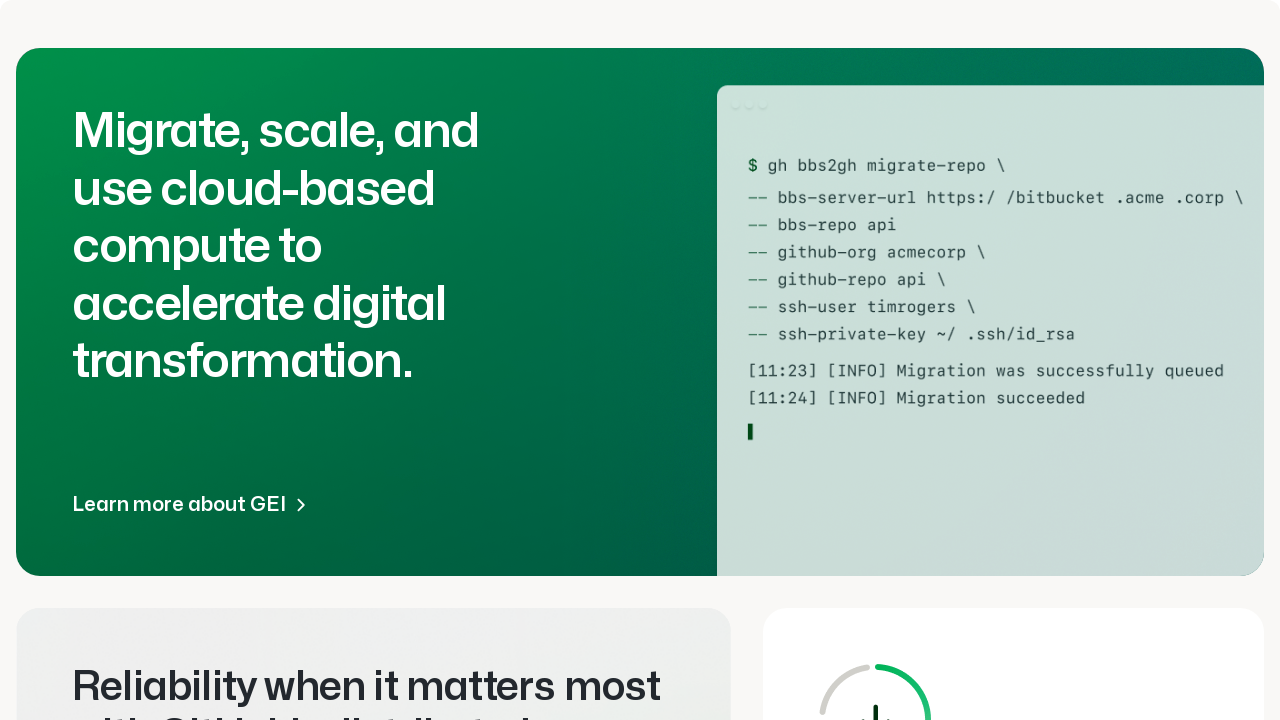 Migrate, scale, and
use cloud-based
compute to
accelerate digital
transformation.
Learn more about GEI
$ gh bbs2gh migrate-repo \
-- bbs-server-url https:/ /bitbucket .acme .corp \
-- bbs-repo api
-- github-org acmecorp \
-- github-repo api \
-- ssh-user timrogers \
-- ssh-private-key ~/ .ssh/id_rsa
[11:23] [INFO] Migration was successfully queued
[11:24] [INFO] Migration succeeded
Reliability when it matters most